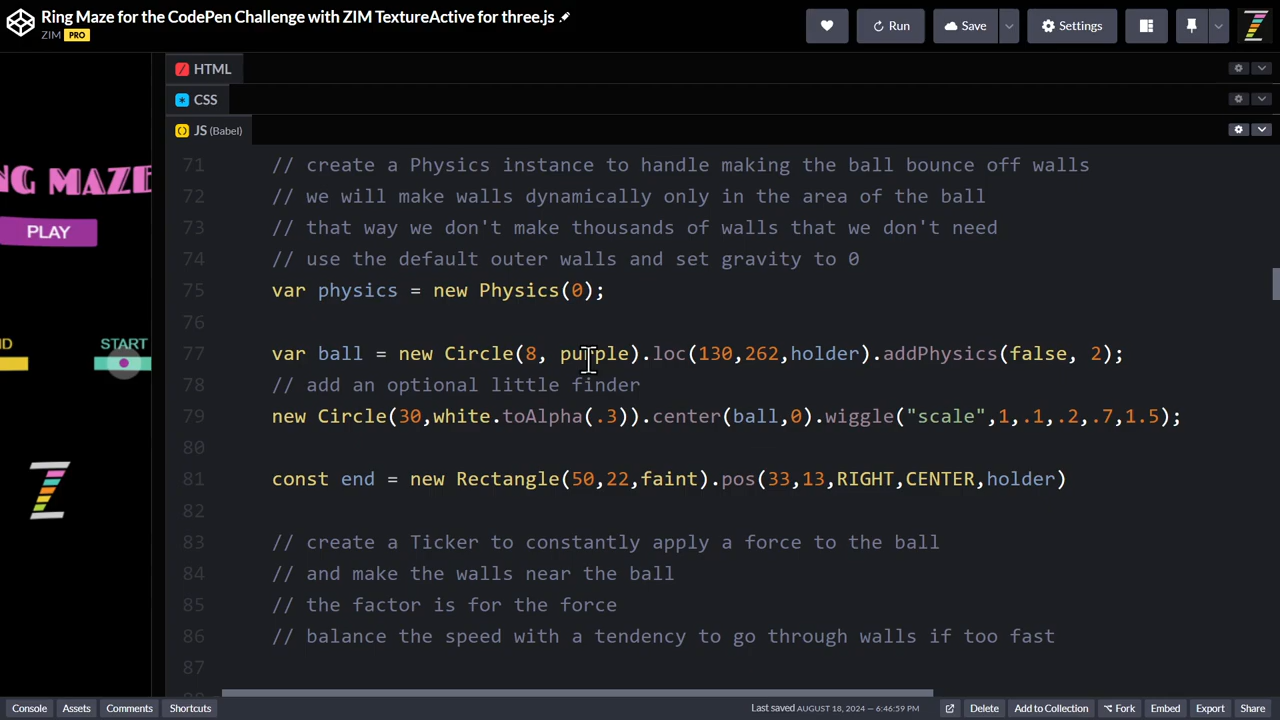 Ring Maze for the CodePen Challenge with ZIM TextureActive for three.js
ZIM PRO
Run
Save
Settings
HTML
CSS
JS (Babel)
NG MAZE
PLAY
ND
START
71 // create a Physics instance to handle making the ball bounce off walls
72 // we will make walls dynamically only in the area of the ball
73 // that way we don't make thousands of walls that we don't need
74 // use the default outer walls and set gravity to 0
75 var physics = new Physics(0);
76
77 var ball = new Circle(8, purple).loc(130,262,holder).addPhysics(false, 2);
78 // add an optional little finder
79 new Circle(30,white.toAlpha(.3)).center(ball,0).wiggle("scale",1,.1,.2,.7,1.5);
80
81 const end = new Rectangle(50,22,faint).pos(33,13,RIGHT,CENTER,holder)
82
83 // create a Ticker to constantly apply a force to the ball
84 // and make the walls near the ball
85 // the factor is for the force
86 // balance the speed with a tendency to go through walls if too fast
87
Console Assets Comments Shortcuts Last saved AUGUST 18, 2024 — 6:46:59 PM Delete Add to Collection Fork Embed Export Share